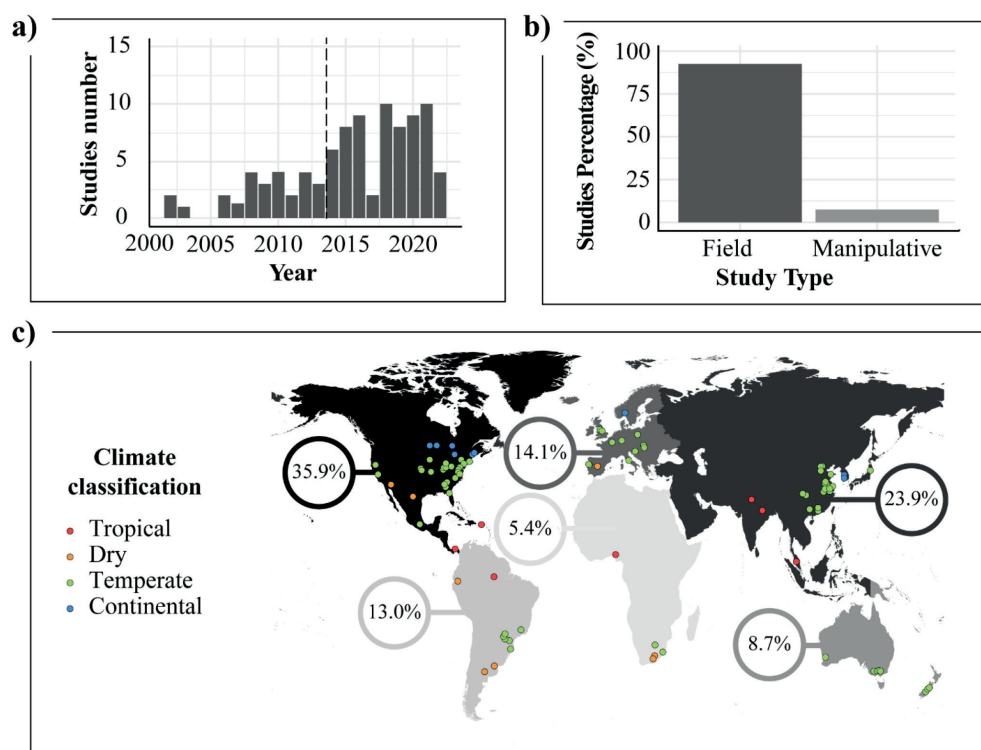 a)
Studies number
15
10
5
0
2000 2005 2010 2015 2020
Year
b)
Studies Percentage (%)
100
75
50
25
0
Field Manipulative
Study Type
c)
Climate
classification
Tropical
Dry
Temperate
Continental
35.9%
14.1%
5.4%
23.9%
13.0%
8.7%